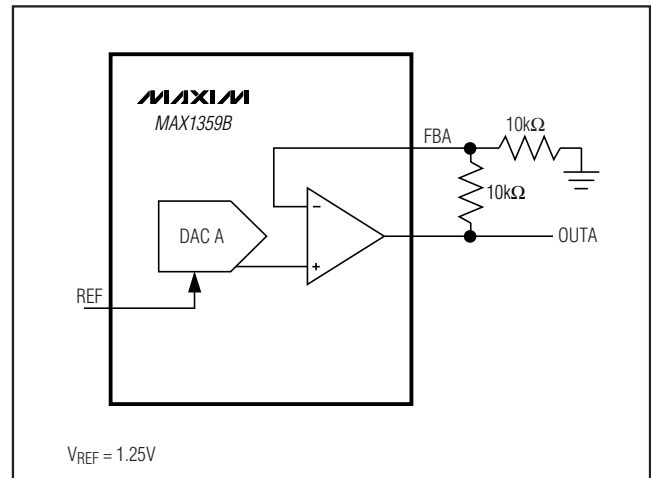 MAXIM
MAX1359B
FBA
10kΩ
10kΩ
DAC A
−
+
OUTA
REF
VREF = 1.25V